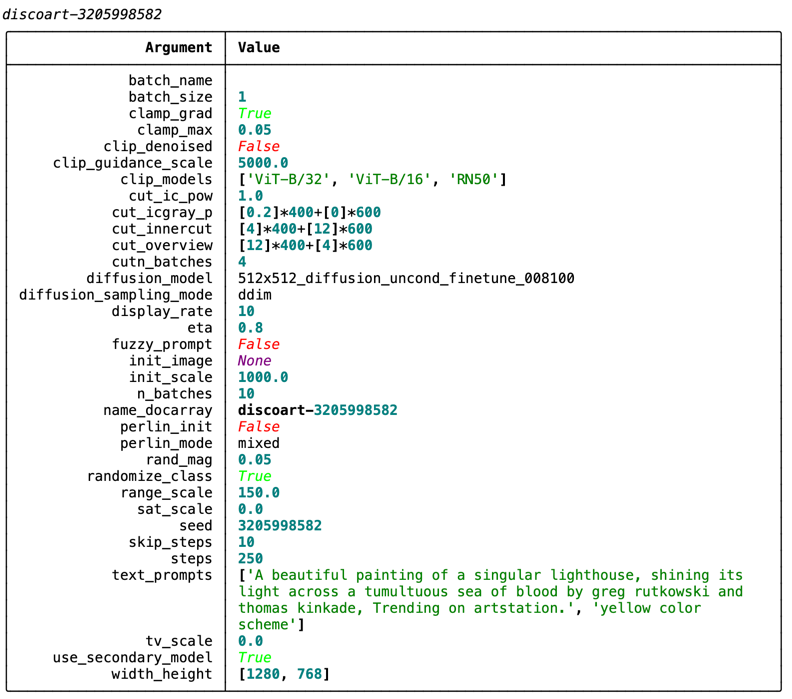 discoart-3205998582
Argument Value
batch_name
batch_size 1
clamp_grad True
clamp_max 0.05
clip_denoised False
clip_guidance_scale 5000.0
clip_models ['ViT-B/32', 'ViT-B/16', 'RN50']
cut_ic_pow 1.0
cut_icgray_p [0.2]*400+[0]*600
cut_innercut [4]*400+[12]*600
cut_overview [12]*400+[4]*600
cutn_batches 4
diffusion_model 512x512_diffusion_uncond_finetune_008100
diffusion_sampling_mode ddim
display_rate 10
eta 0.8
fuzzy_prompt False
init_image None
init_scale 1000.0
n_batches 10
name_docarray discoart-3205998582
perlin_init False
perlin_mode mixed
rand_mag 0.05
randomize_class True
range_scale 150.0
sat_scale 0.0
seed 3205998582
skip_steps 10
steps 250
text_prompts ['A beautiful painting of a singular lighthouse, shining its
light across a tumultuous sea of blood by greg rutkowski and
thomas kinkade, Trending on artstation.', 'yellow color
scheme']
tv_scale 0.0
use_secondary_model True
width_height [1280, 768]